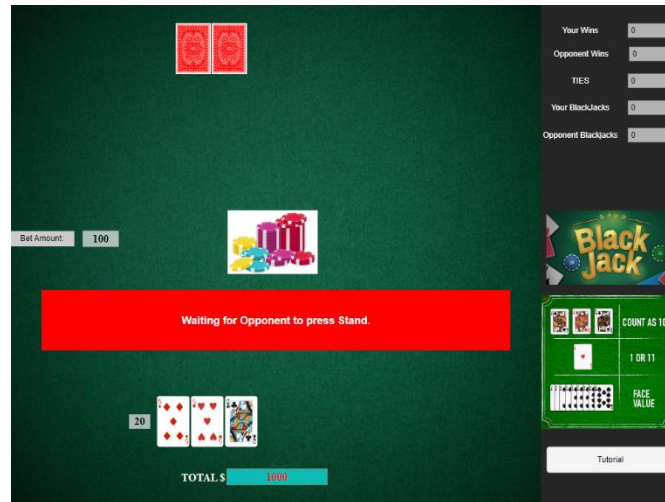 Your Wins 0
Opponent Wins 0
TIES 0
Your BlackJacks 0
Opponent Blackjacks 0
Bet Amount: 100
Black
Jack
Waiting for Opponent to press Stand.
COUNT AS 10
1 OR 11
FACE
VALUE
20
Tutorial
TOTAL $ 1000